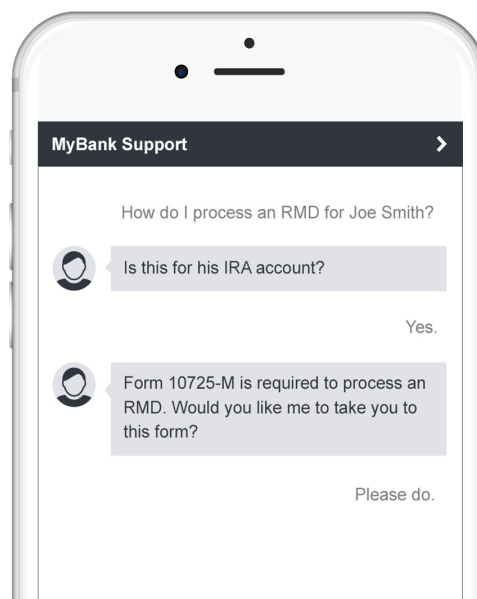 MyBank Support
How do I process an RMD for Joe Smith?
Is this for his IRA account?
Yes.
Form 10725-M is required to process an
RMD. Would you like me to take you to
this form?
Please do.